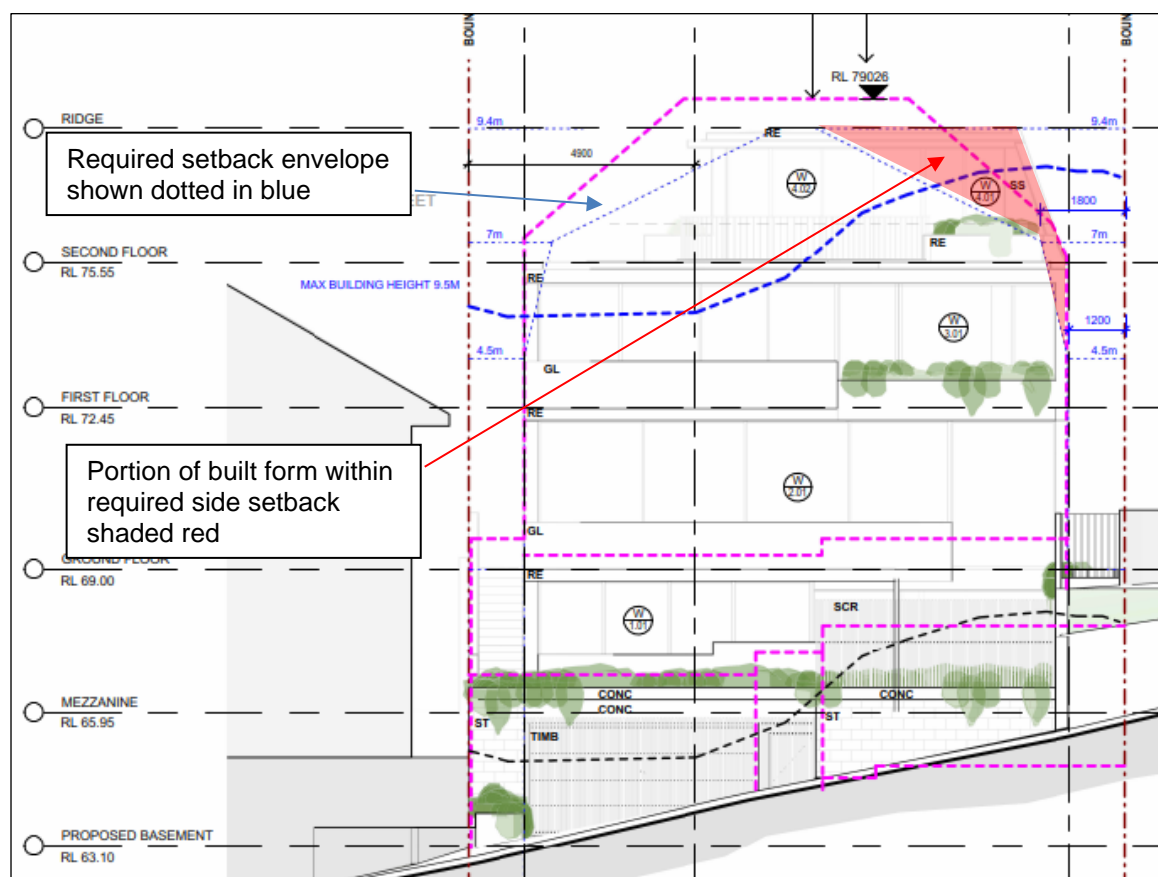 BOUN
BOUN
RL 79026
RIDGE
9.4m
RE
9.4m
4900
Required setback envelope
shown dotted in blue
EET
W
4.02
W
4.01
SS
1800
7m
RE
7m
SECOND FLOOR
RL 75.55
RE
MAX BUILDING HEIGHT 9.5M
W
3.01
1200
4.5m
4.5m
GL
FIRST FLOOR
RL 72.45
RE
Portion of built form within
required side setback
shaded red
W
2.01
GL
GROUND FLOOR
RL 69.00
RE
SCR
W
1.01
CONC
CONC
CONC
MEZZANINE
RL 65.95
ST
ST
TIMB
PROPOSED BASEMENT
RL 63.10